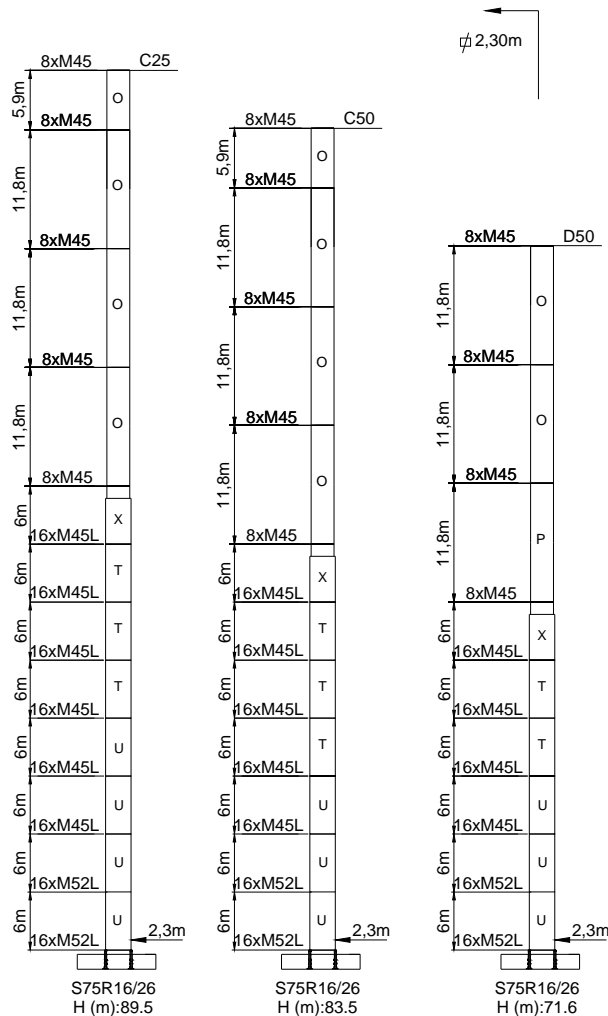 2,30m
8xM45 C25
5,9m
O
8xM45
11,8m
O
8xM45
11,8m
O
8xM45
11,8m
O
8xM45
6m
X
16xM45L
6m
T
16xM45L
6m
T
16xM45L
6m
T
16xM45L
6m
U
16xM45L
6m
U
16xM45L
6m
U
16xM52L
6m
U
16xM52L
2,3m
S75R16/26
H (m):89.5
8xM45 C50
5,9m
O
8xM45
11,8m
O
8xM45
11,8m
O
8xM45
11,8m
O
8xM45
6m
X
16xM45L
6m
T
16xM45L
6m
T
16xM45L
6m
T
16xM45L
6m
U
16xM45L
6m
U
16xM52L
6m
U
16xM52L
2,3m
S75R16/26
H (m):83.5
8xM45 D50
11,8m
O
8xM45
11,8m
O
8xM45
11,8m
P
8xM45
6m
X
16xM45L
6m
T
16xM45L
6m
T
16xM45L
6m
U
16xM45L
6m
U
16xM52L
6m
U
16xM52L
2,3m
S75R16/26
H (m):71.6